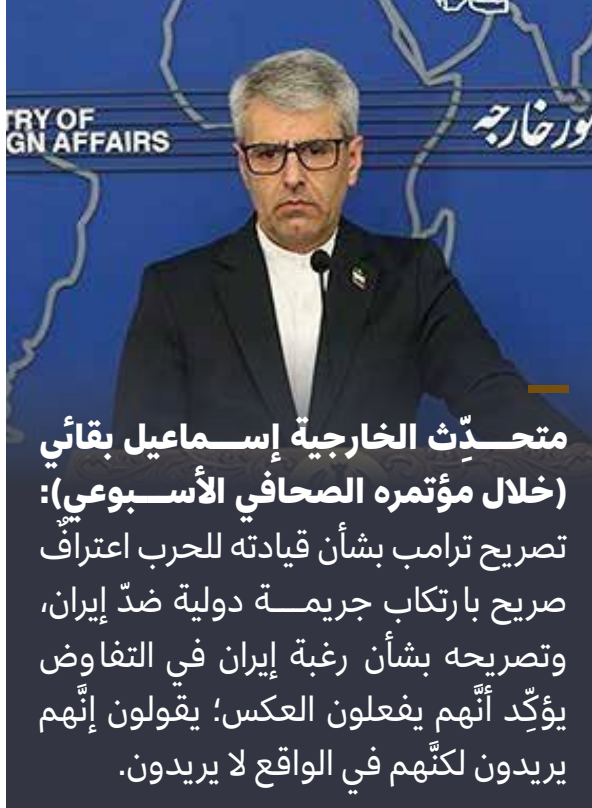 TRY OF
GN AFFAIRS
ور خارجه
متحـــدِّث الخارجية إســـماعيل بقائي
(خلال مؤتمره الصحافي الأســـبوعي):
تصريح ترامب بشأن قيادته للحرب اعترافٌ
صريح بارتكاب جريمـــة دولية ضدّ إيران،
وتصريحه بشأن رغبة إيران في التفاوض
يؤكِّد أنَّهم يفعلون العكس؛ يقولون إنَّهم
يريدون لكنَّهم في الواقع لا يريدون.